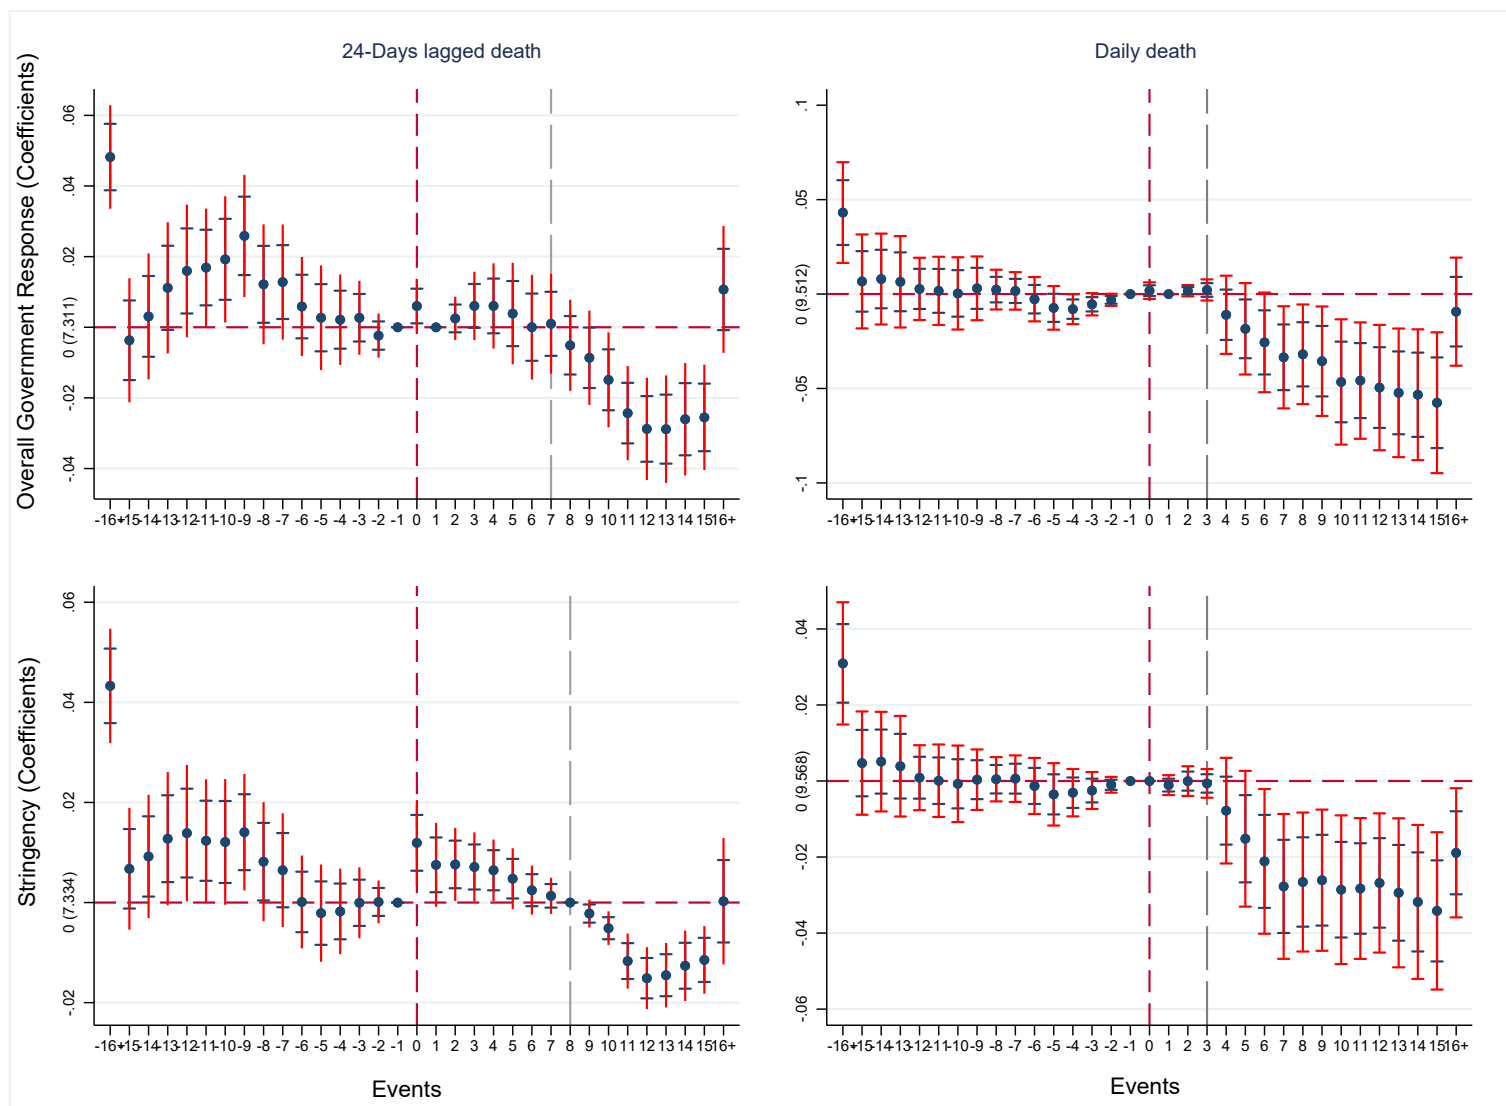 24-Days lagged death
Daily death
Overall Government Response (Coefficients)
.06
.04
.02
0 (7.311)
-.02
-.04
-16+ -15 -14 -13 -12 -11 -10 -9 -8 -7 -6 -5 -4 -3 -2 -1 0 1 2 3 4 5 6 7 8 9 10 11 12 13 14 15 16+
.1
.05
0 (9.512)
-.05
-.1
-16+ -15 -14 -13 -12 -11 -10 -9 -8 -7 -6 -5 -4 -3 -2 -1 0 1 2 3 4 5 6 7 8 9 10 11 12 13 14 15 16+
Stringency (Coefficients)
.06
.04
.02
0 (7.334)
-.02
-16+ -15 -14 -13 -12 -11 -10 -9 -8 -7 -6 -5 -4 -3 -2 -1 0 1 2 3 4 5 6 7 8 9 10 11 12 13 14 15 16+
Events
.04
.02
0 (9.568)
-.02
-.04
-.06
-16+ -15 -14 -13 -12 -11 -10 -9 -8 -7 -6 -5 -4 -3 -2 -1 0 1 2 3 4 5 6 7 8 9 10 11 12 13 14 15 16+
Events